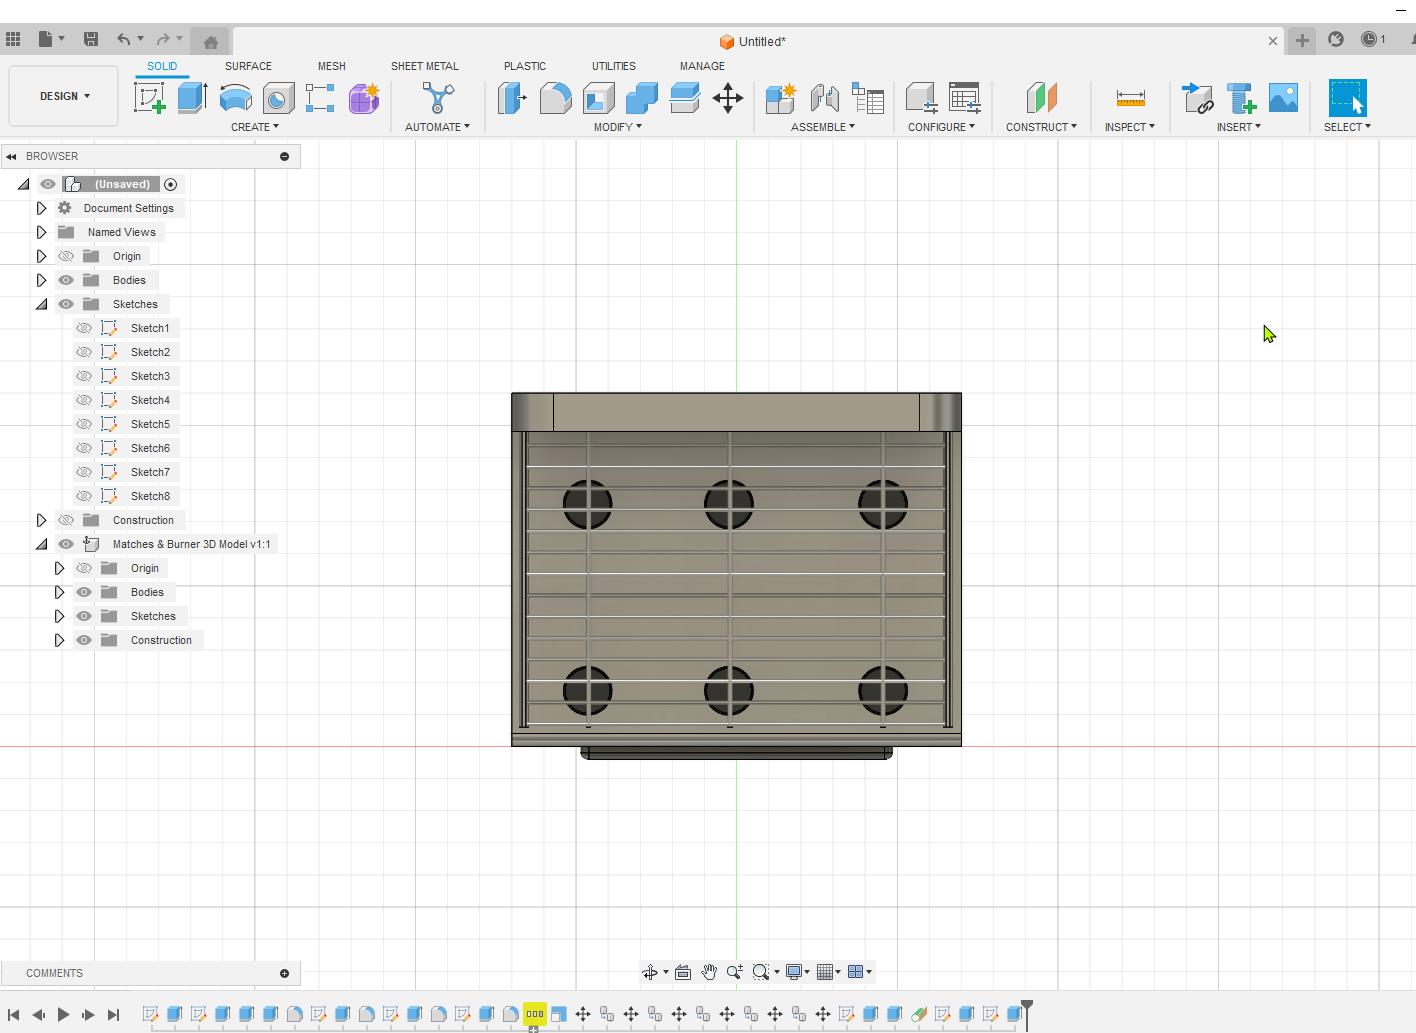 Untitled*
1
DESIGN
SOLID
SURFACE
MESH
SHEET METAL
PLASTIC
UTILITIES
MANAGE
CREATE
AUTOMATE
MODIFY
ASSEMBLE
CONFIGURE
CONSTRUCT
INSPECT
INSERT
SELECT
BROWSER
(Unsaved)
Document Settings
Named Views
Origin
Bodies
Sketches
Sketch1
Sketch2
Sketch3
Sketch4
Sketch5
Sketch6
Sketch7
Sketch8
Construction
Matches & Burner 3D Model v1:1
Origin
Bodies
Sketches
Construction
COMMENTS